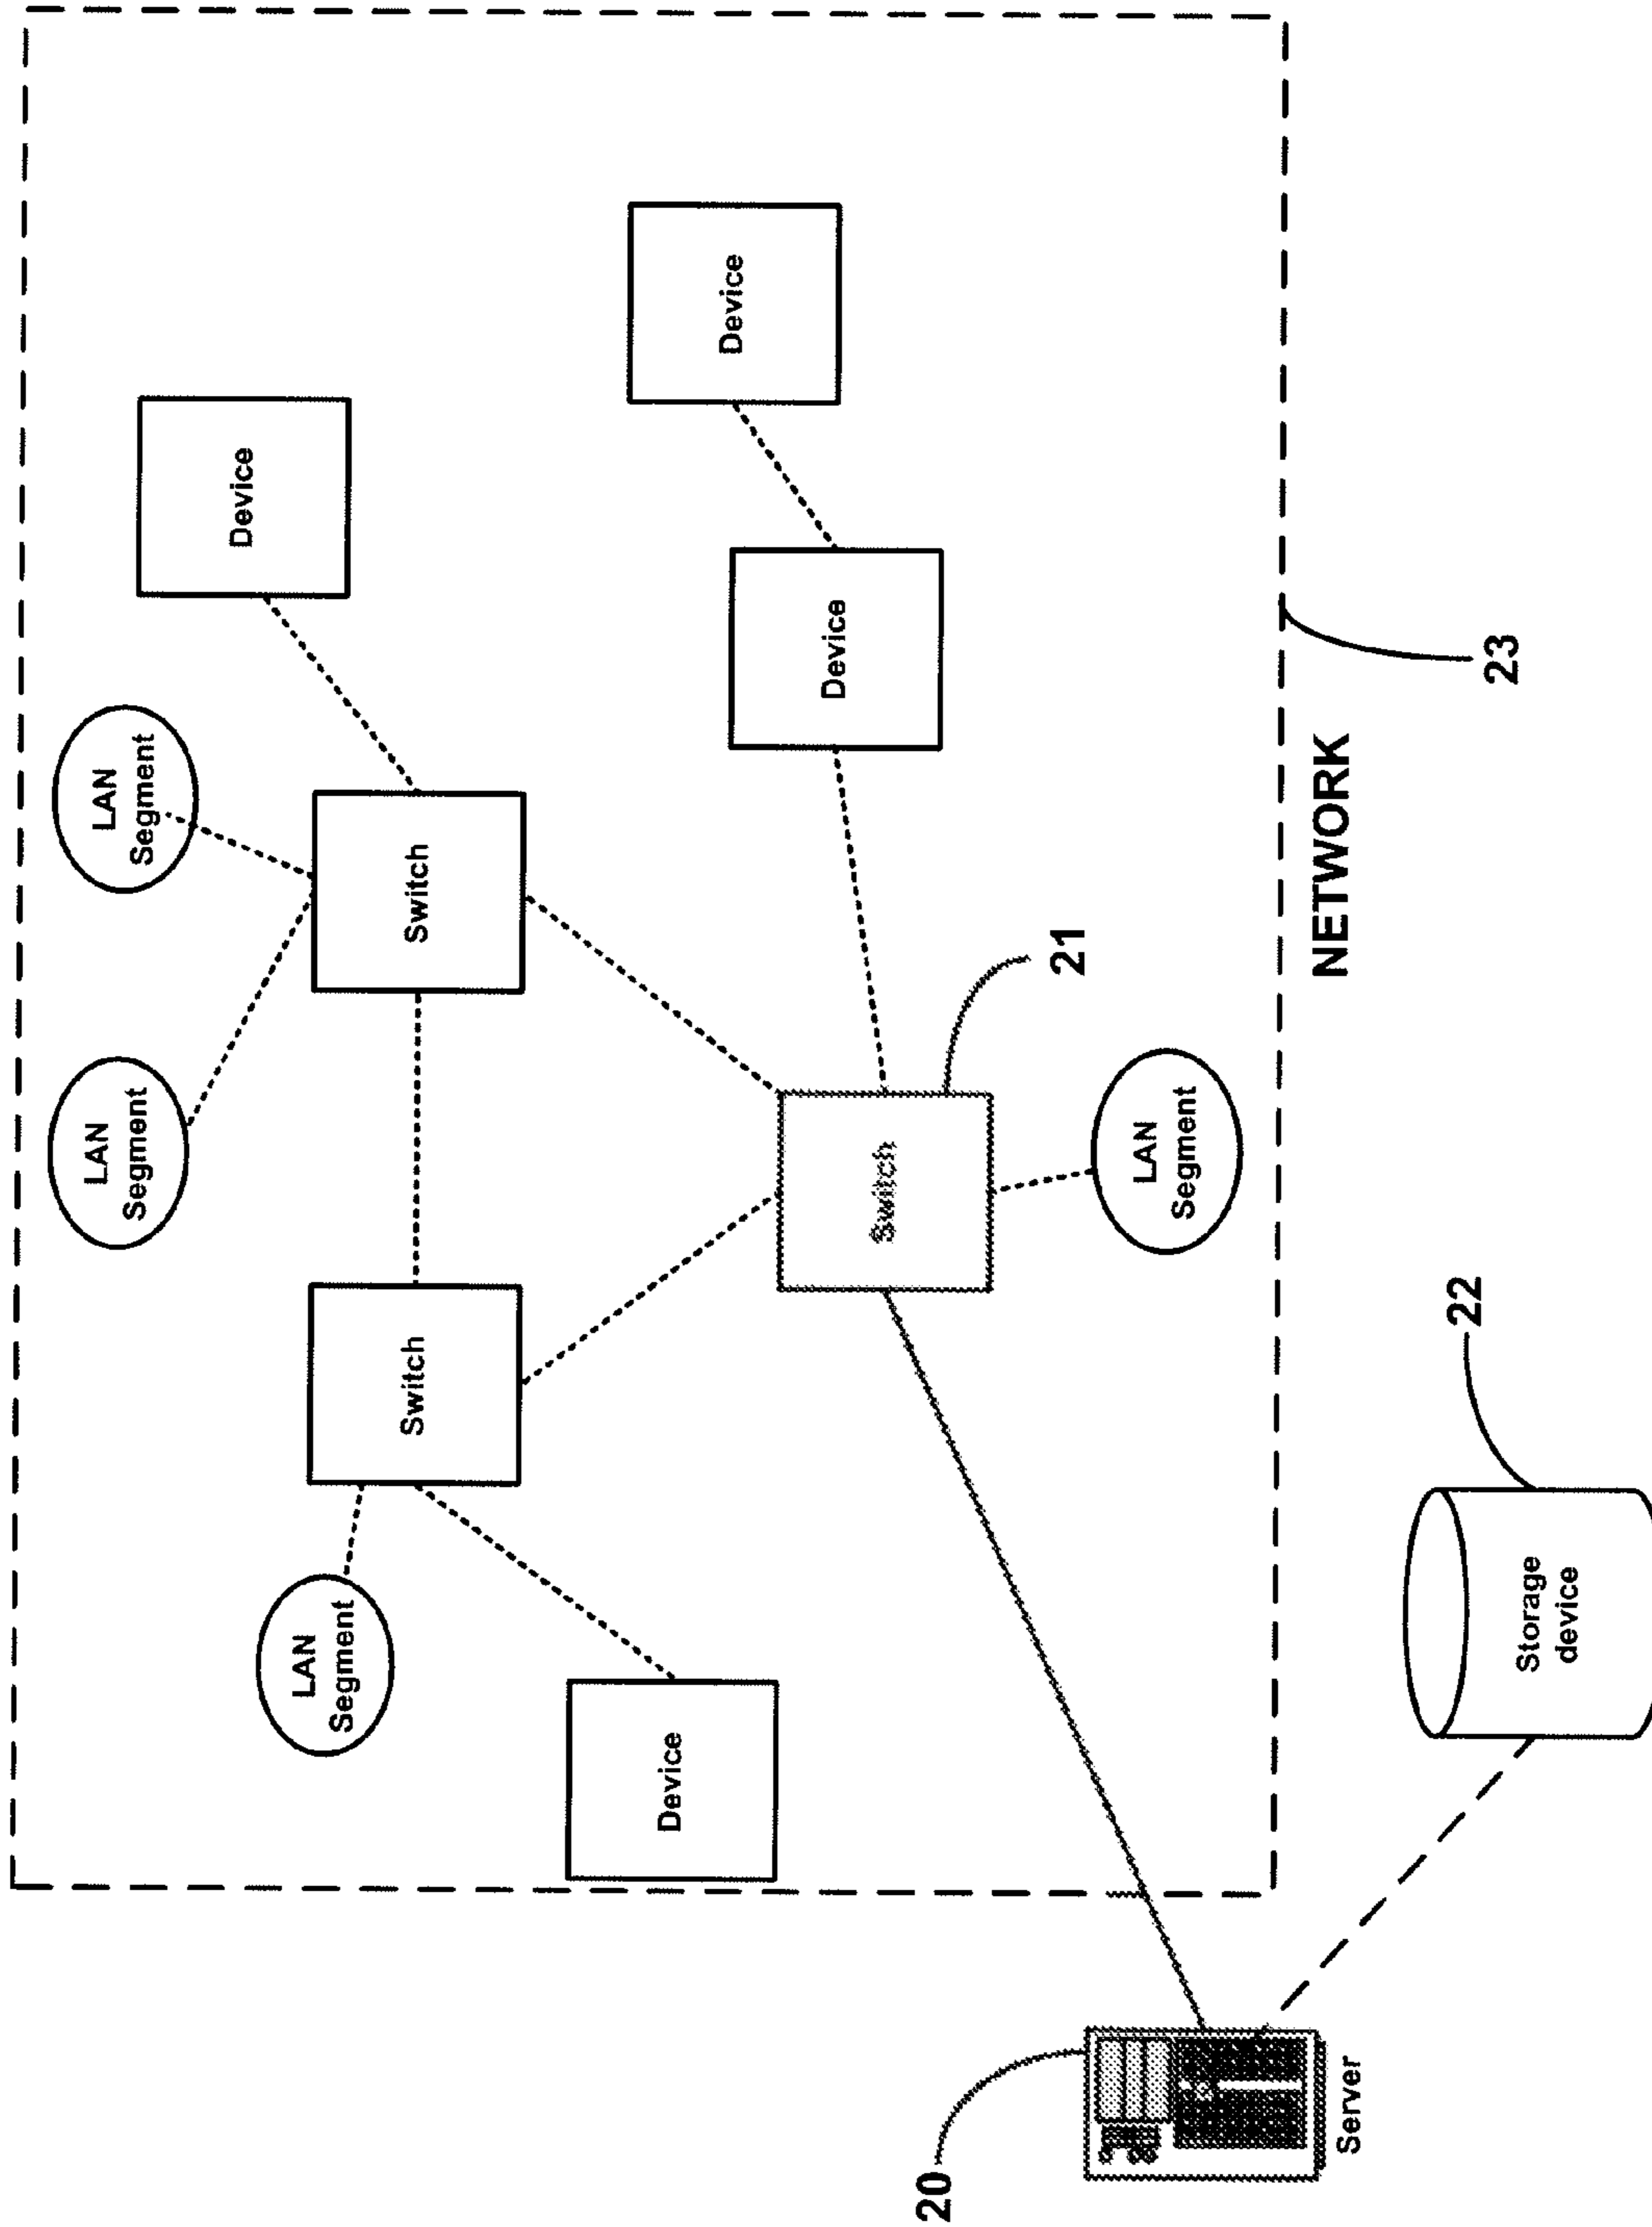 LAN
Segment
LAN
Segment
Device
LAN
Segment
Switch
Switch
Device
Device
Device
Switch
20
21
LAN
Segment
NETWORK
Server
22
23
Storage
device